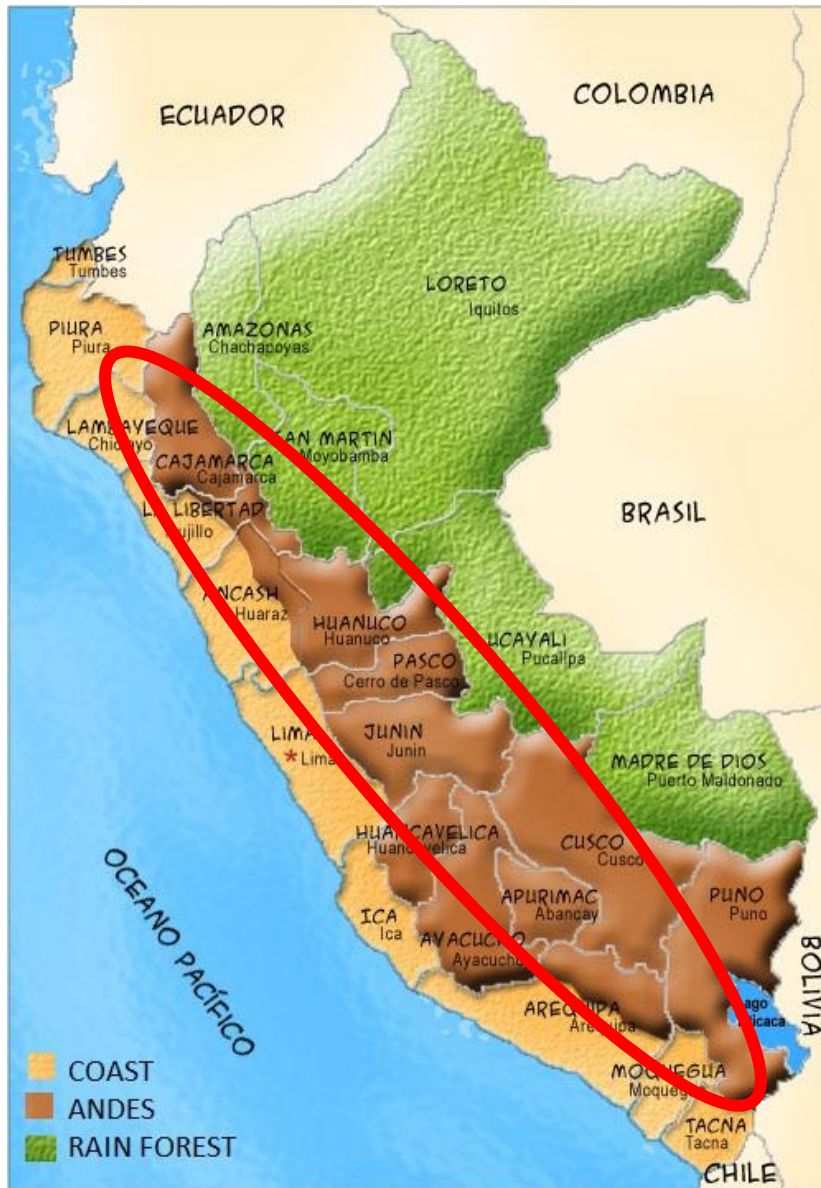 ECUADOR
COLOMBIA
TUMBES
Tumbes
LORETO
Iquitos
PIURA
Piura
AMAZONAS
Chachapoyas
LAMBAYEQUE
SAN MARTIN
Moyobamba
CAJAMARCA
Cajamarca
LIBERTAD
BRASIL
ANCASH
Huaraz
HUANUCO
Huanuco
UCAYALI
Pucallpa
PASCO
Cerro de Pasco
LIMA
* Lima
JUNIN
Junin
MADRE DE DIOS
Puerto Maldonado
HUANCAVELICA
Huancavelica
CUSCO
Cusco
OCEANO PACÍFICO
APURIMAC
Abancay
PUNO
Puno
ICA
Ica
AYACUCHO
Ayacucho
BOLIVIA
AREQUIPA
Arequipa
MOQUEGUA
TACNA
Tacna
CHILE
COAST
ANDES
RAIN FOREST